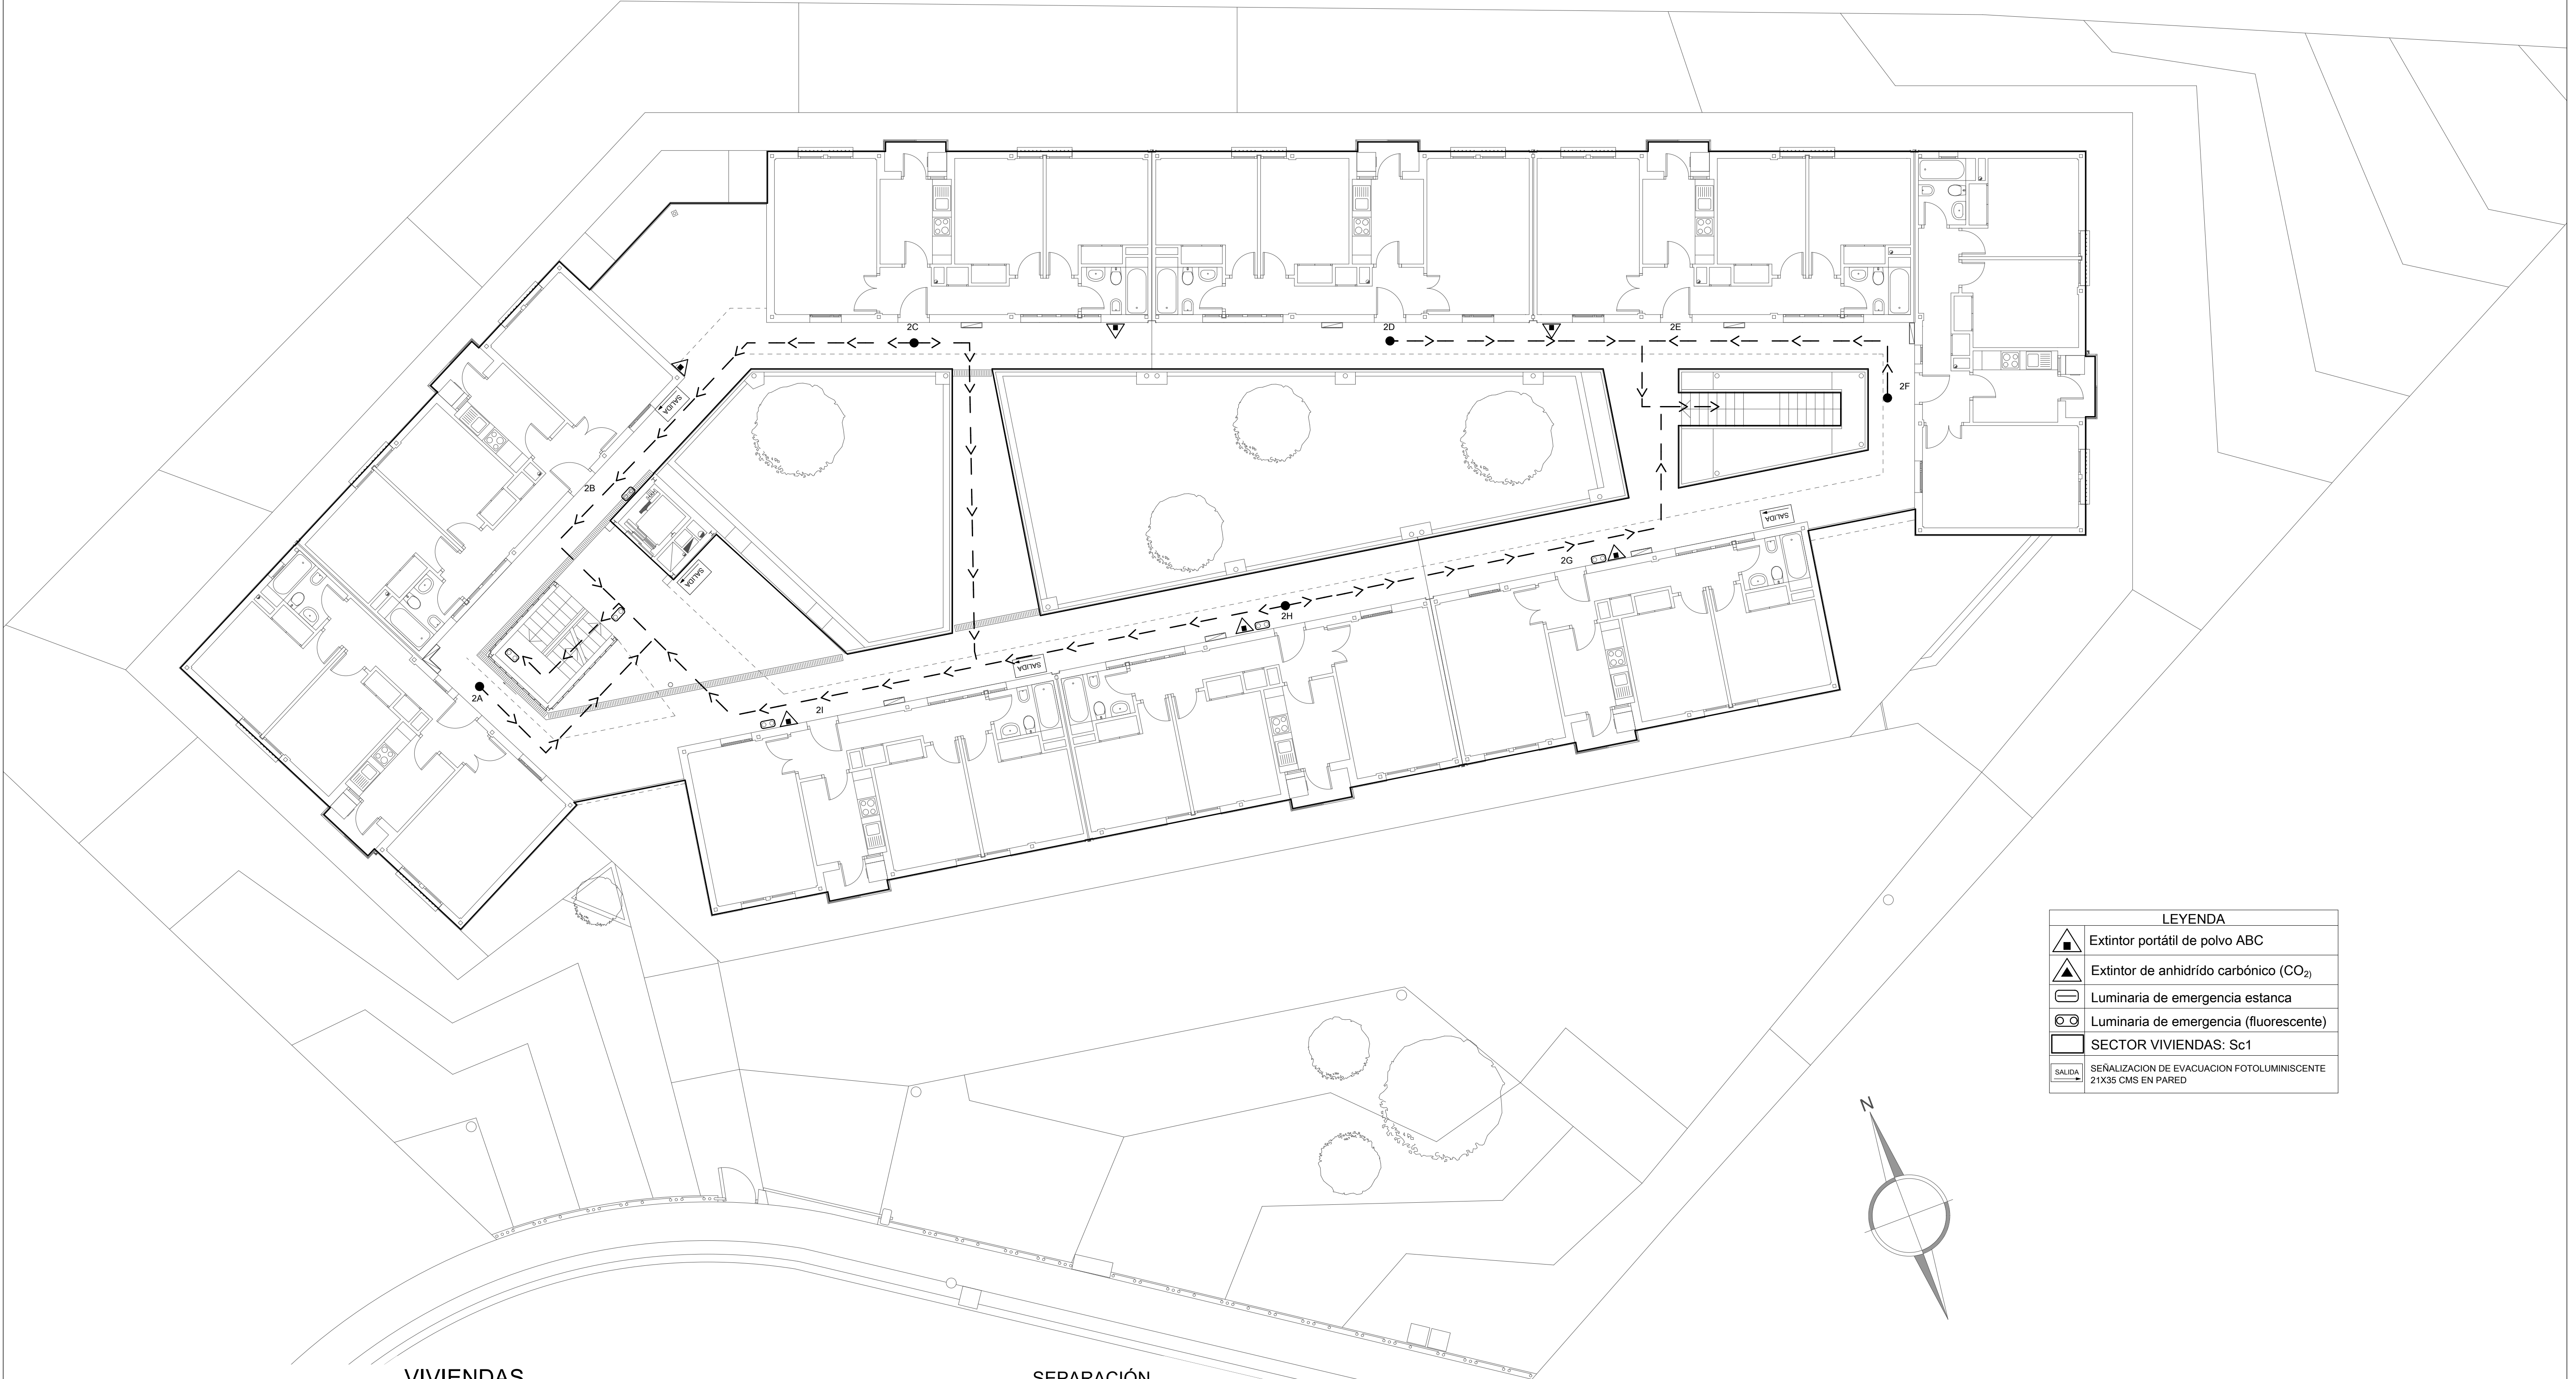 2C
2D
2E
2F
SALIDA
2B
SALIDA
2G
SALIDA
2H
SALIDA
2A
2I
LEYENDA
Extintor portátil de polvo ABC
Extintor de anhidrído carbónico (CO2)
Luminaria de emergencia estanca
Luminaria de emergencia (fluorescente)
SECTOR VIVIENDAS: Sc1
SALIDA
SEÑALIZACION DE EVACUACION FOTOLUMINISCENTE
21X35 CMS EN PARED
N
VIVIENDAS
SEPARACIÓN